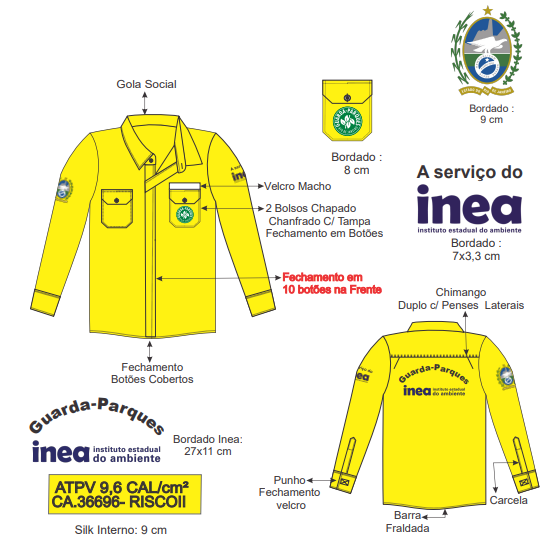 Gola Social
Bordado :
9 cm
GUARDA-PARQUES
Bordado :
8 cm
A serviço do
inea
instituto estadual do ambiente
Bordado :
7x3,3 cm
Velcro Macho
2 Bolsos Chapado
Chanfrado C/ Tampa
Fechamento em Botões
Fechamento em
10 botões na Frente
Fechamento
Botões Cobertos
Chimango
Duplo c/ Penses Laterais
Guarda-Parques
inea instituto estadual
do ambiente
Guarda-Parques
inea instituto estadual
do ambiente
Bordado Inea:
27x11 cm
ATPV 9,6 CAL/cm²
CA.36696- RISCOII
Silk Interno: 9 cm
Punho
Fechamento
velcro
Barra
Fraldada
Carcela